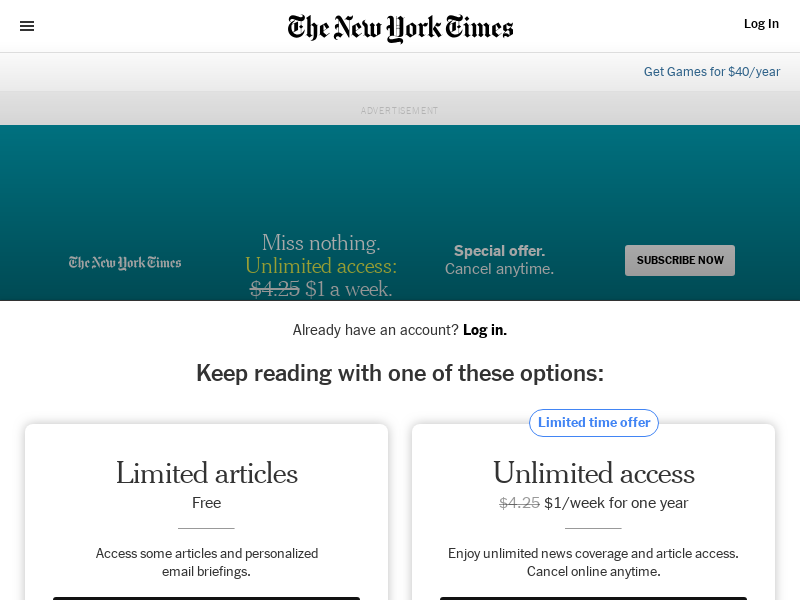 The New York Times
Log In
Get Games for $40/year
ADVERTISEMENT
The New York Times
Miss nothing.
Unlimited access:
$4.25 $1 a week.
Special offer.
Cancel anytime.
SUBSCRIBE NOW
Already have an account? Log in.
Keep reading with one of these options:
Limited articles
Free
Access some articles and personalized
email briefings.
Limited time offer
Unlimited access
$4.25 $1/week for one year
Enjoy unlimited news coverage and article access.
Cancel online anytime.